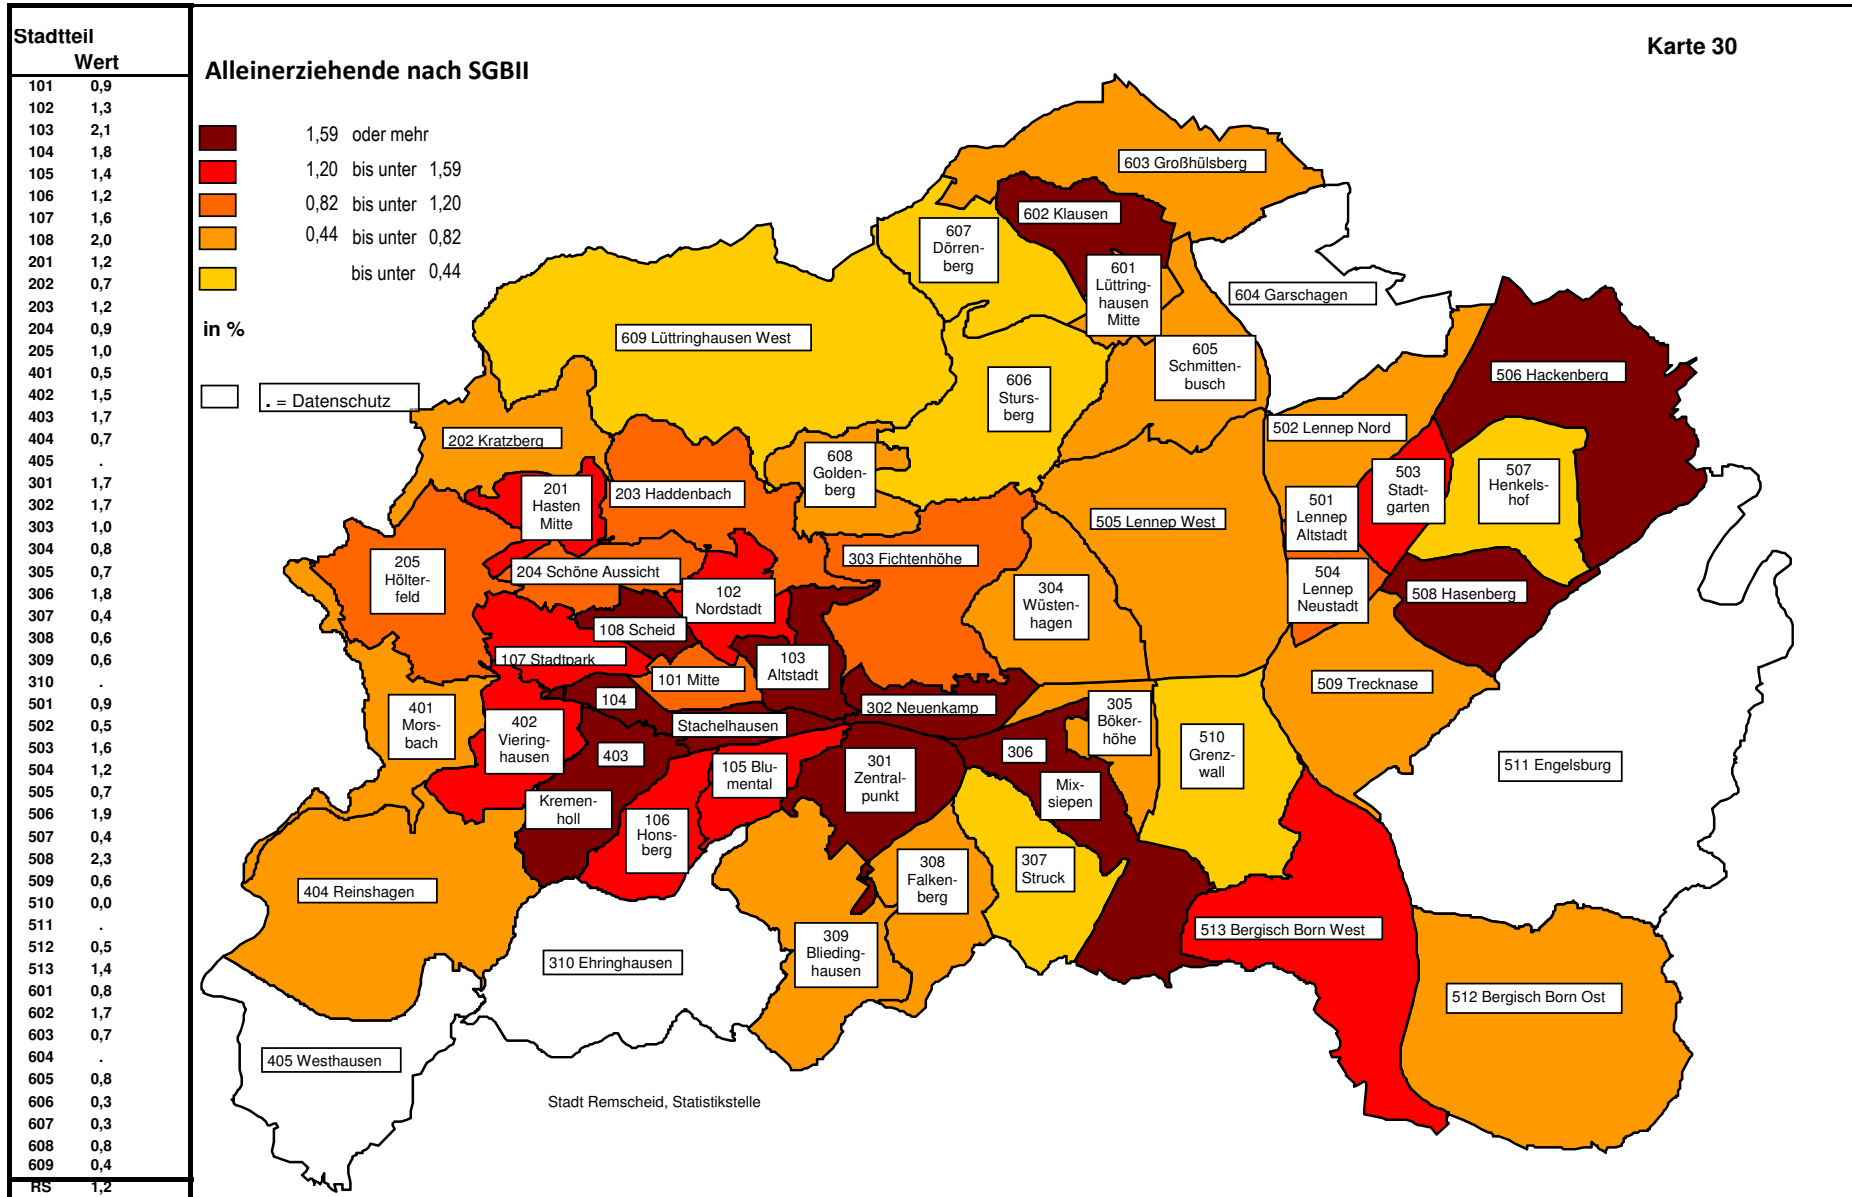 Stadtteil
Wert
101 0,9
102 1,3
103 2,1
104 1,8
105 1,4
106 1,2
107 1,6
108 2,0
201 1,2
202 0,7
203 1,2
204 0,9
205 1,0
401 0,5
402 1,5
403 1,7
404 0,7
405 .
301 1,7
302 1,7
303 1,0
304 0,8
305 0,7
306 1,8
307 0,4
308 0,6
309 0,6
310 .
501 0,9
502 0,5
503 1,6
504 1,2
505 0,7
506 1,9
507 0,4
508 2,3
509 0,6
510 0,0
511 .
512 0,5
513 1,4
601 0,8
602 1,7
603 0,7
604 .
605 0,8
606 0,3
607 0,3
608 0,8
609 0,4
RS 1,2
Karte 30
Alleinerziehende nach SGBII
1,59 oder mehr
1,20 bis unter 1,59
0,82 bis unter 1,20
0,44 bis unter 0,82
bis unter 0,44
in %
. = Datenschutz
603 Großhülsberg
602 Klausen
607
Dörren-
berg
601
Lüttring-
hausen
Mitte
604 Garschagen
609 Lüttringhausen West
605
Schmitten-
busch
606
Sturs-
berg
506 Hackenberg
202 Kratzberg
502 Lennep Nord
608
Golden-
berg
503
Stadt-
garten
507
Henkels-
hof
201
Hasten
Mitte
203 Haddenbach
501
Lennep
Altstadt
505 Lennep West
205
Hölter-
feld
204 Schöne Aussicht
303 Fichtenhöhe
102
Nordstadt
304
Wüsten-
hagen
504
Lennep
Neustadt
508 Hasenberg
108 Scheid
107 Stadtpark
103
Altstadt
101 Mitte
509 Trecknase
104
Stachelhausen
302 Neuenkamp
305
Böker-
höhe
401
Mors-
bach
402
Viering-
hausen
403
Kremen-
holl
105 Blu-
mental
301
Zentral-
punkt
306
Mix-
siepen
510
Grenz-
wall
511 Engelsburg
106
Hons-
berg
404 Reinshagen
308
Falken-
berg
307
Struck
309
Blieding-
hausen
513 Bergisch Born West
310 Ehringhausen
512 Bergisch Born Ost
405 Westhausen
Stadt Remscheid, Statistikstelle